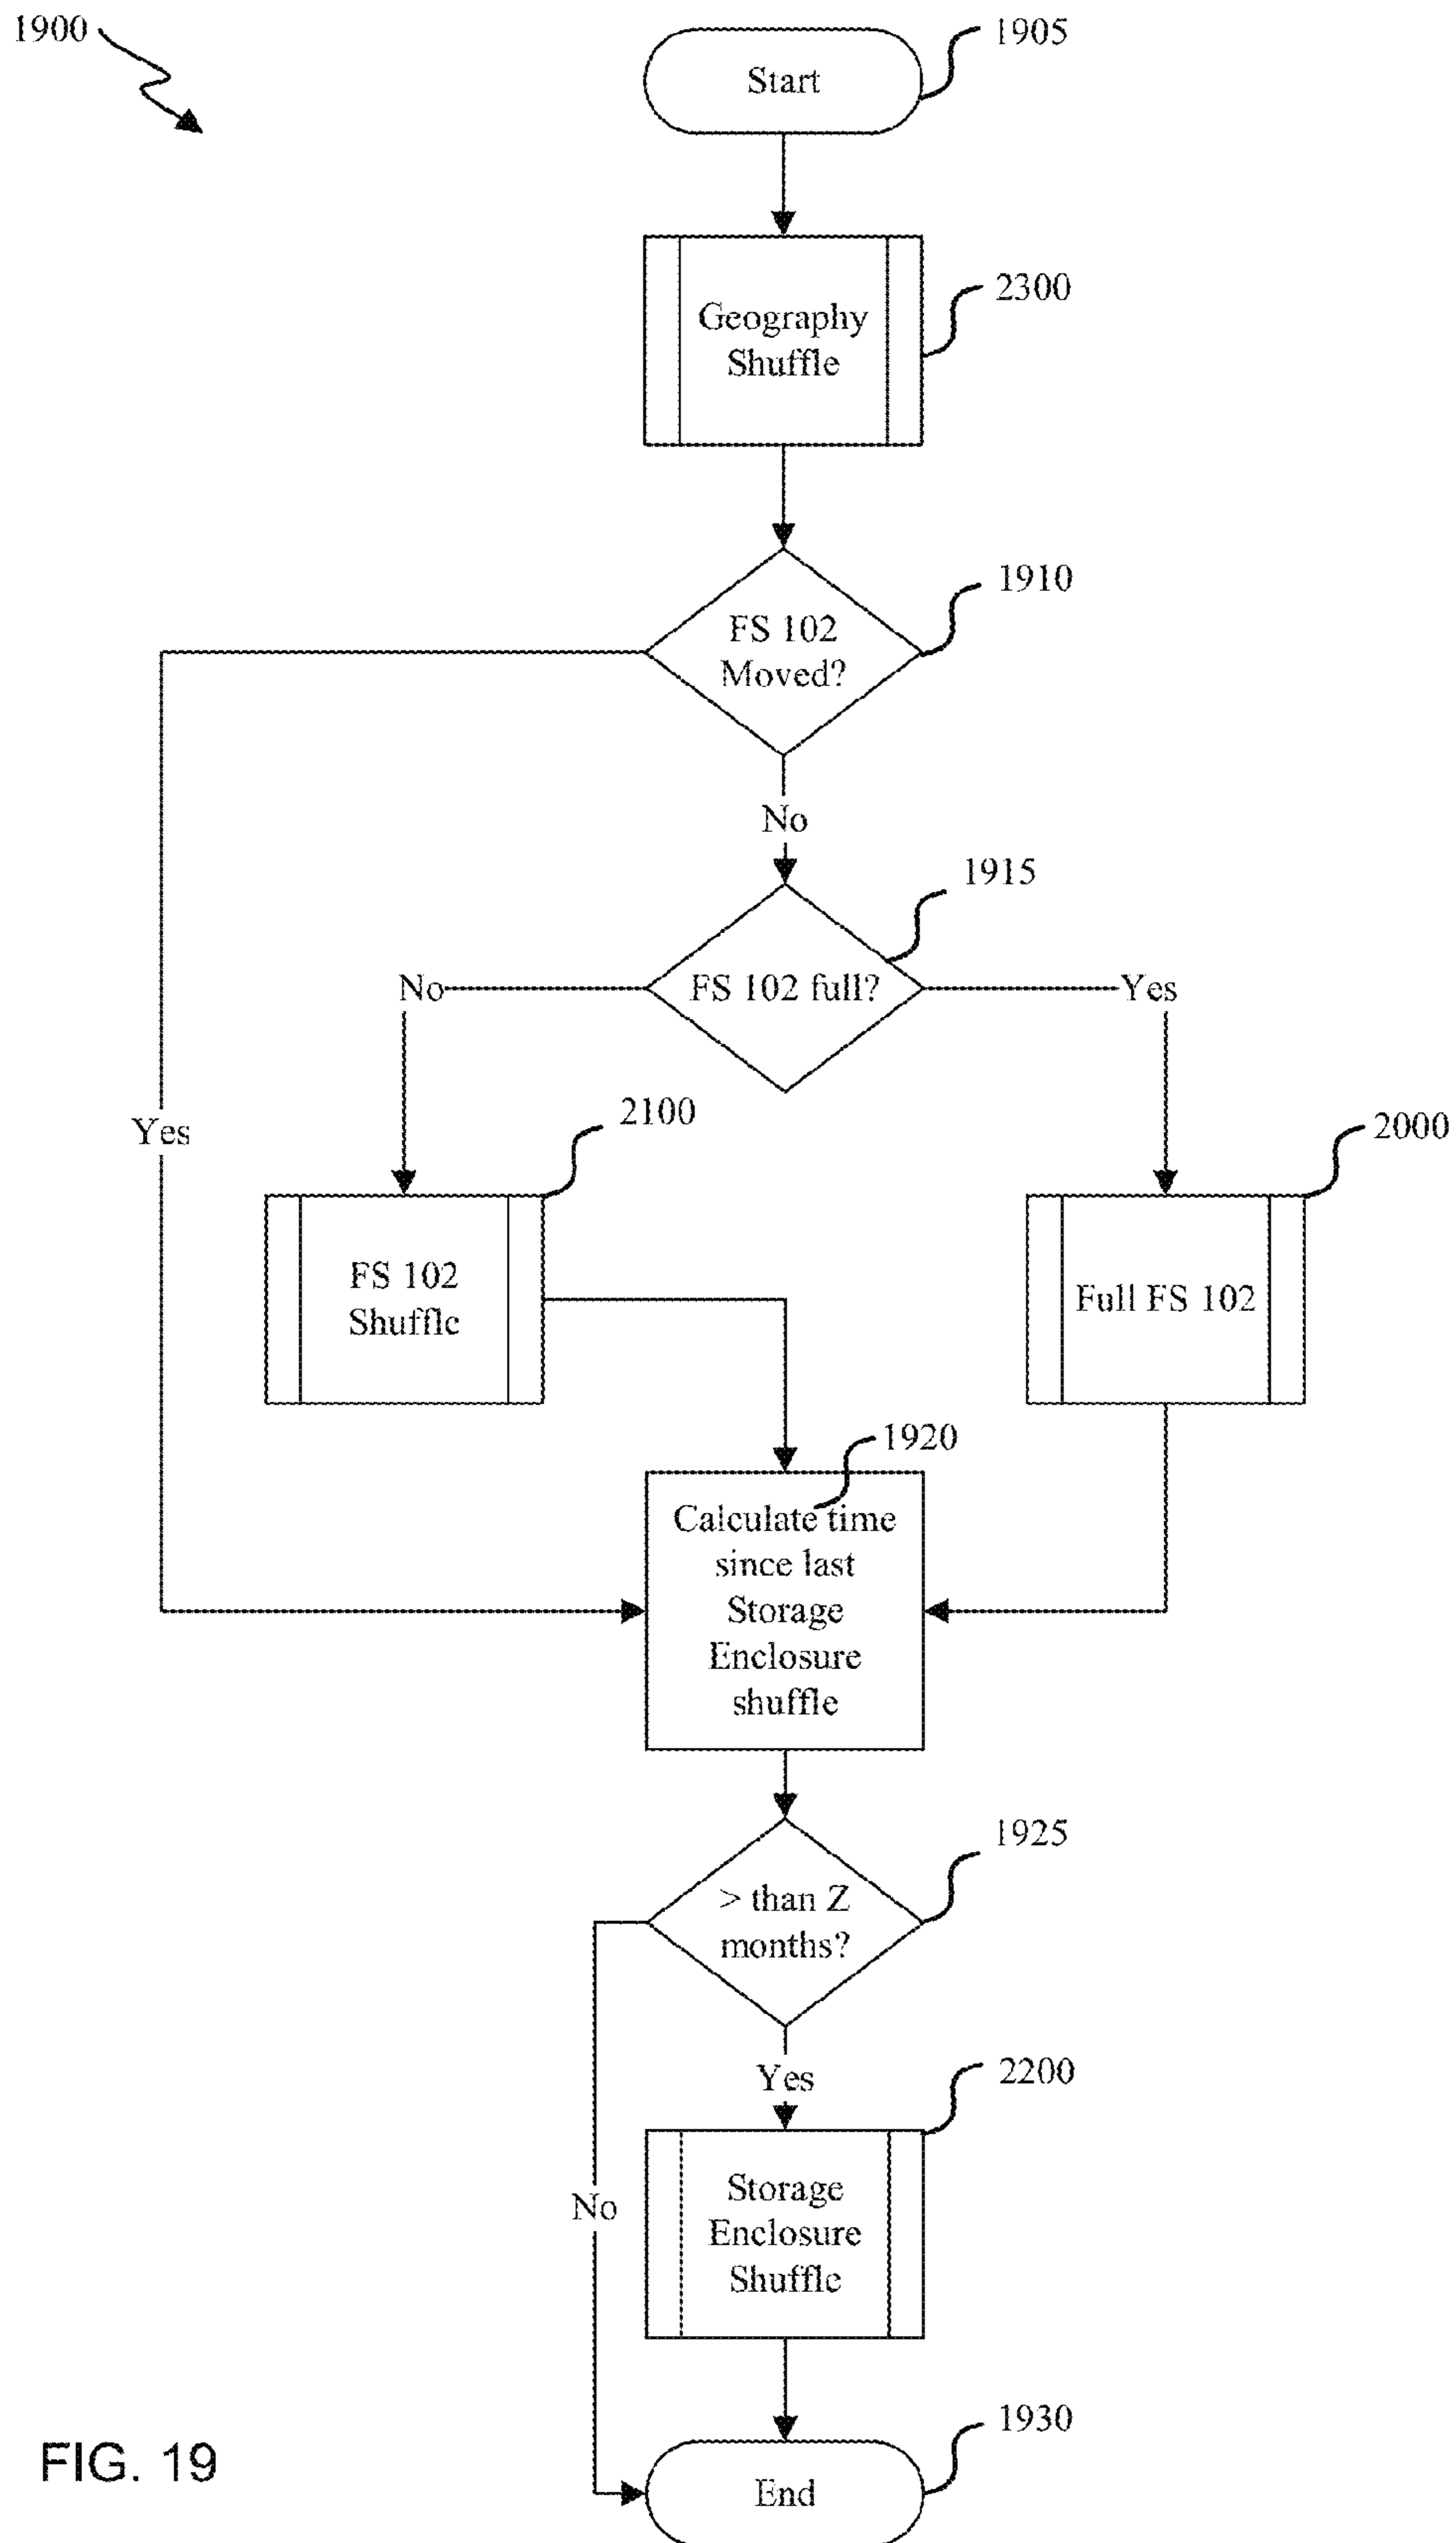 1900
1905
Start
2300
Geography
Shuffle
1910
FS 102
Moved?
No
1915
FS 102 full?
No
Yes
Yes
2100
2000
FS 102
Shuffle
Full FS 102
1920
Calculate time
since last
Storage
Enclosure
shuffle
1925
> than Z
months?
Yes
2200
No
Storage
Enclosure
Shuffle
1930
End
FIG. 19